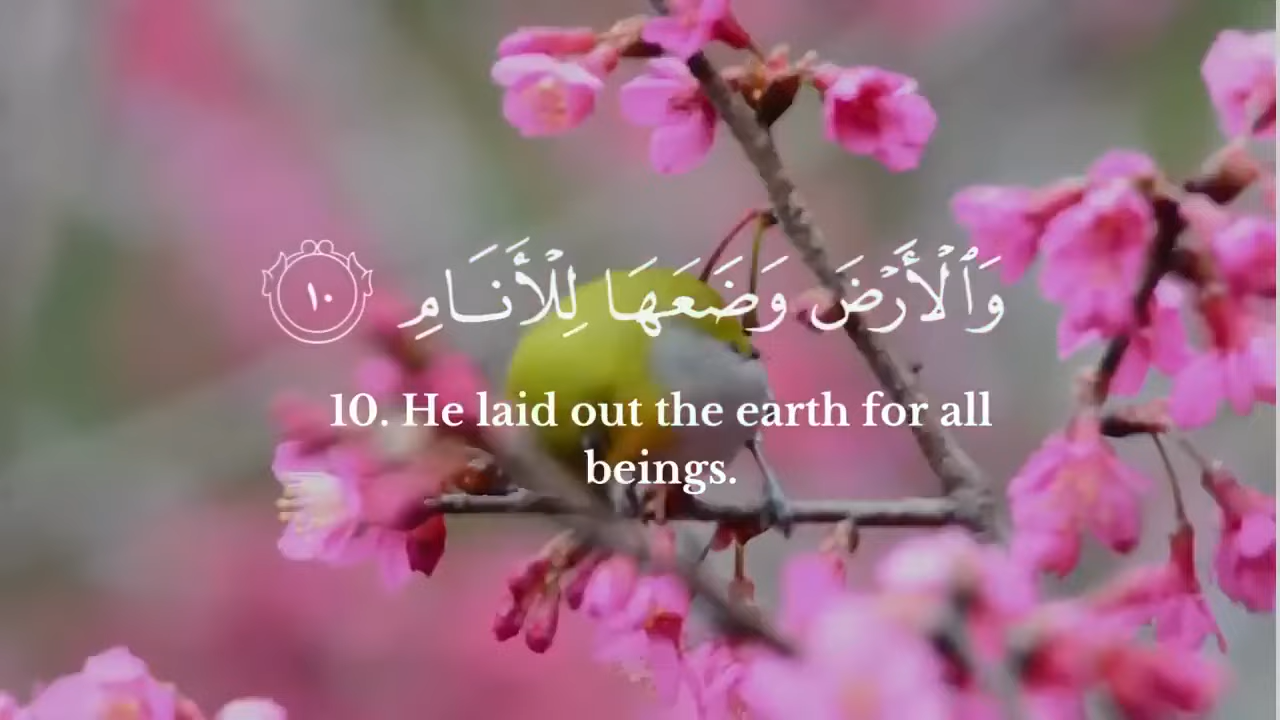 وَٱلْأَرْضَ وَضَعَهَا لِلْأَنَامِ ١٠
10. He laid out the earth for all
beings.